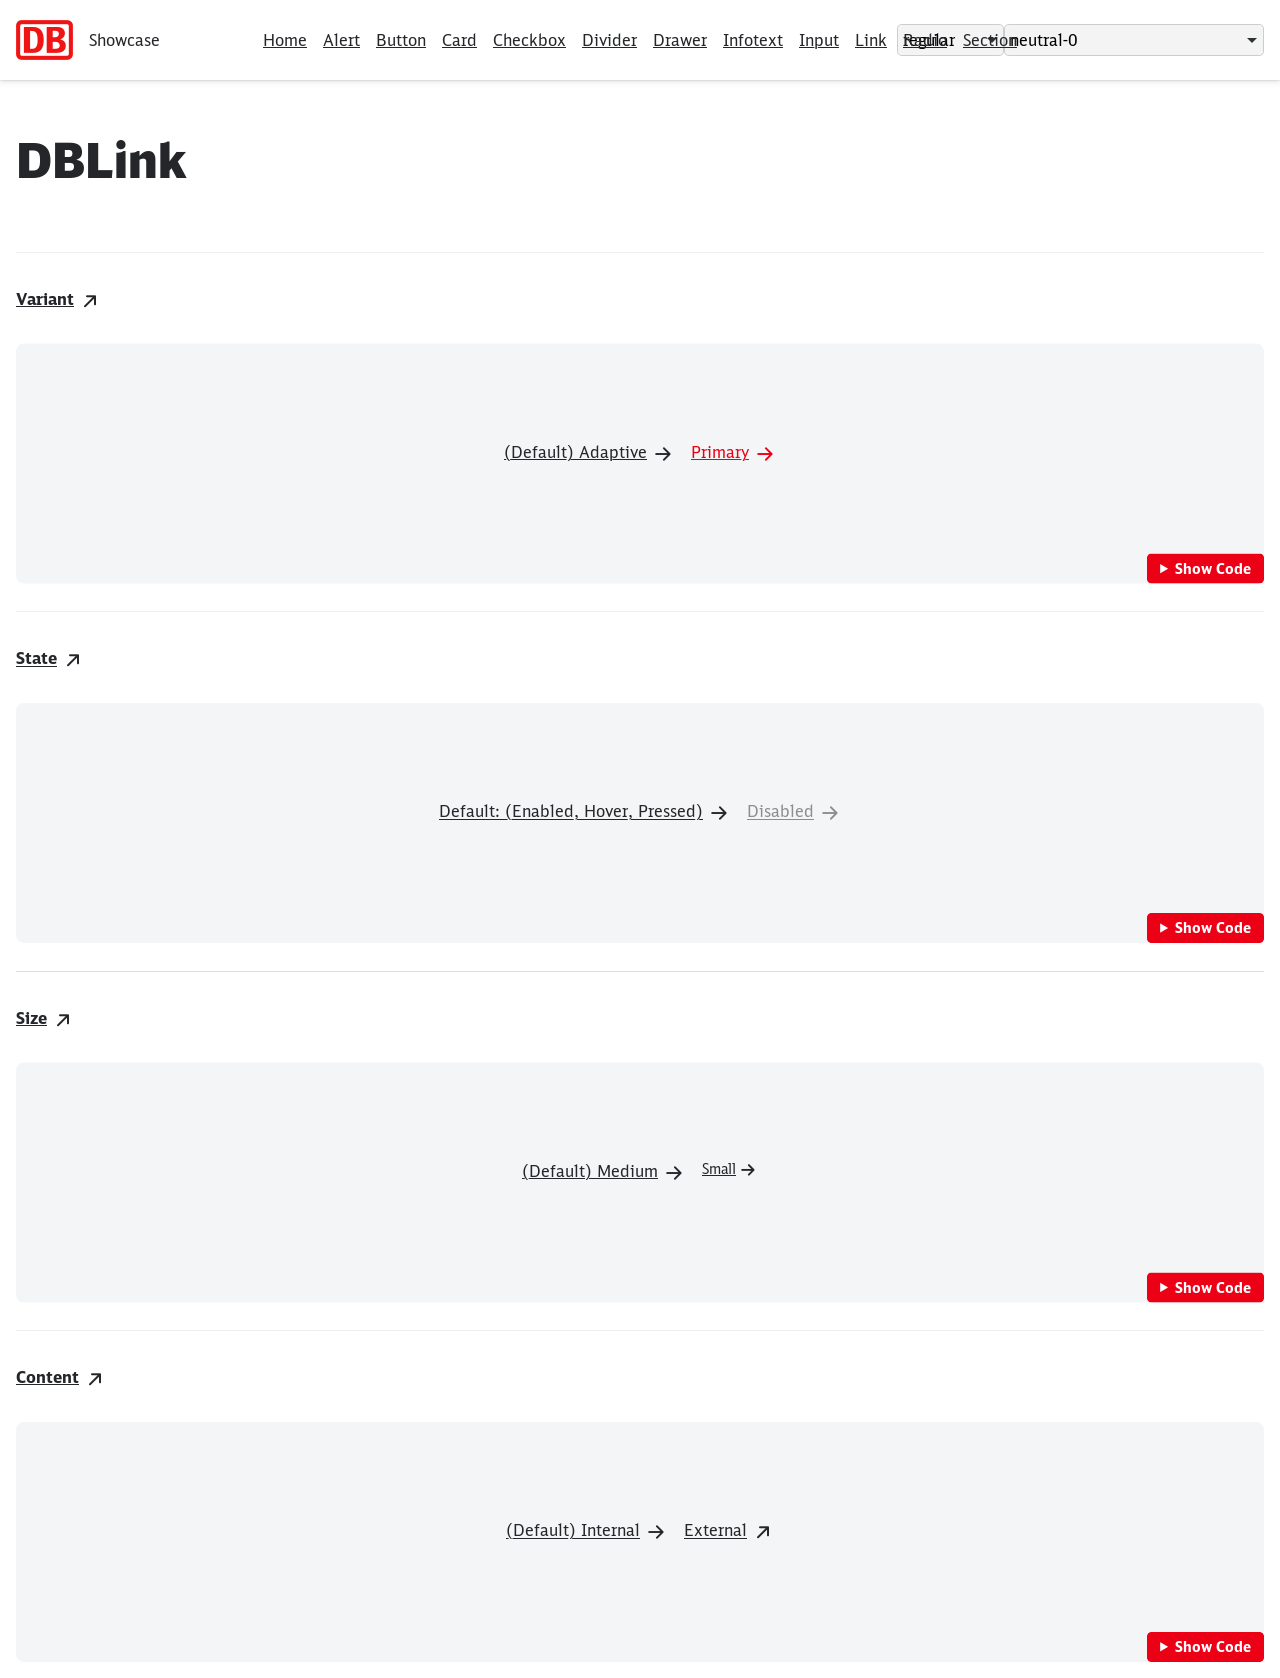 DB Showcase Home Alert Button Card Checkbox Divider Drawer Infotext Input Link Radio regular Section neutral-0
DBLink
Variant
(Default) Adaptive Primary
Show Code
State
Default: (Enabled, Hover, Pressed) Disabled
Show Code
Size
(Default) Medium Small
Show Code
Content
(Default) Internal External
Show Code